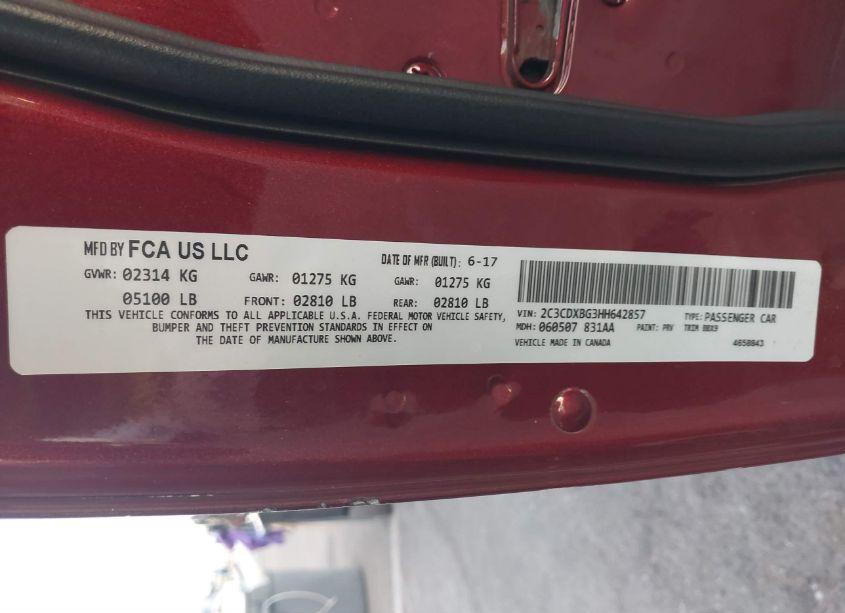 MFD BY FCA US LLC
DATE OF MFR (BUILT): 6-17
GVWR: 02314 KG
GAWR: 01275 KG
GAWR: 01275 KG
05100 LB
FRONT: 02810 LB
REAR: 02810 LB
THIS VEHICLE CONFORMS TO ALL APPLICABLE U.S.A. FEDERAL MOTOR VEHICLE SAFETY,
BUMPER AND THEFT PREVENTION STANDARDS IN EFFECT ON
THE DATE OF MANUFACTURE SHOWN ABOVE.
VIN: 2C3CDXBG3HH642857
TYPE: PASSENGER CAR
MDH: 060507 831AA
PAINT: PRV
TRIM BBX9
VEHICLE MADE IN CANADA
4658843